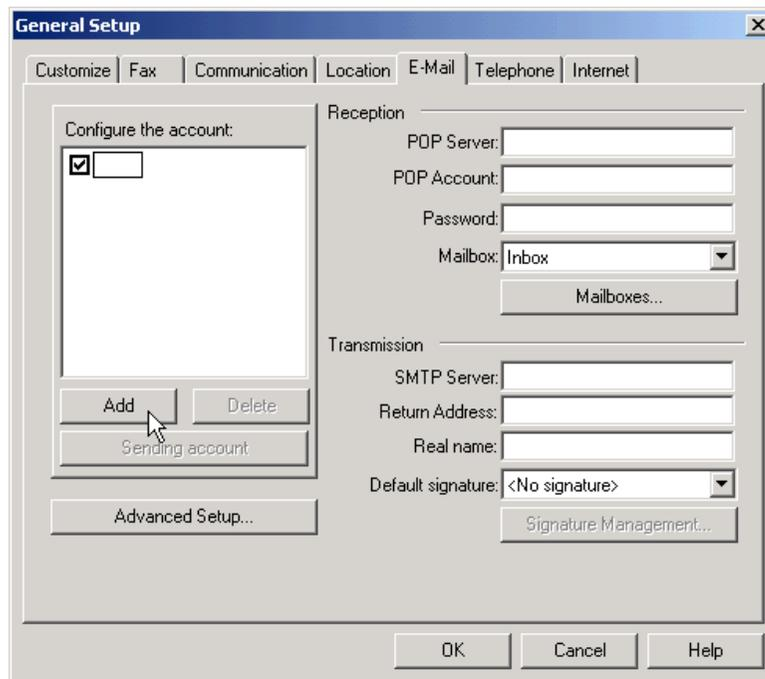 General Setup
Customize Fax Communication Location E-Mail Telephone Internet
Configure the account:
Add Delete
Sending account
Advanced Setup...
Reception
POP Server:
POP Account:
Password:
Mailbox: Inbox
Mailboxes...
Transmission
SMTP Server:
Return Address:
Real name:
Default signature: <No signature>
Signature Management...
OK Cancel Help